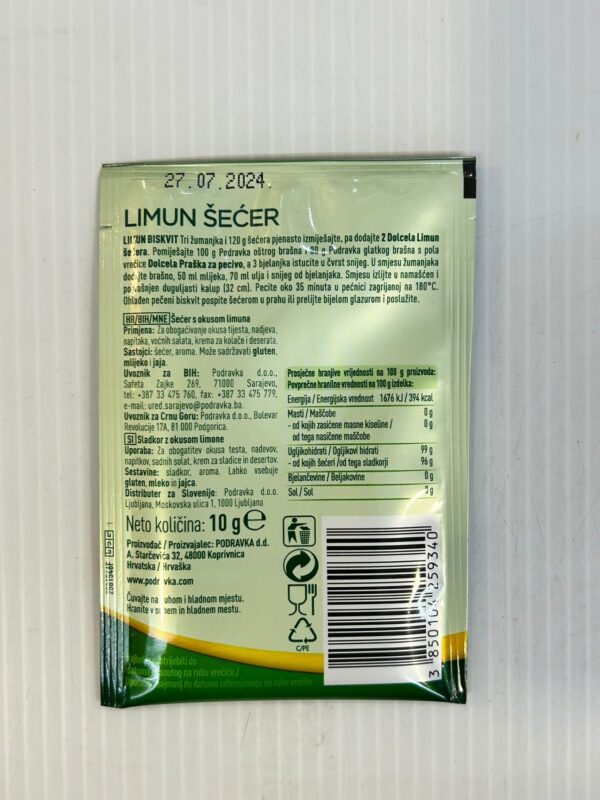 27.07.2024.
LIMUN ŠEĆER
BISKVIT Tri žumanjka i 120 g šećera pjenasto izmiješajte, pa dodajte 2 Dolcela Limun
Pomiješajte 100 g Podravka oštrog brašna i 80 g Podravka glatkog brašna s pola
vrećice Dolcela Praška za pecivo, a 3 bjelanjka istucite u čvrst snijeg. U smjesu žumanjaka
brašno, 50 ml mlijeka, 70 ml ulja i snijeg od bjelanjaka. Smjesu izlijte u namašćen i
duguljasti kalup (32 cm). Pecite oko 35 minuta u pećnici zagrijanoj na 180°C.
Ohlađen pečeni biskvit pospite šećerom u prahu ili prelijte bijelom glazurom i poslužite.
HR/BIH/MNE Šećer s okusom limuna
Primjena: Za obogaćivanje okusa tijesta, nadjeva,
napitaka, voćnih salata, krema za kolače i deserata.
Sastojci: šećer, aroma. Može sadržavati gluten,
mlijeko i jaja.
Uvoznik za BIH: Podravka d.o.o.,
Safeta Zajke 269, 71000 Sarajevo,
tel: +387 33 475 760, fax: +387 33 475 779,
e-mail: ured.sarajevo@podravka.ba.
Uvoznik za Crnu Goru: Podravka d.o.o., Bulevar
Revolucije 17A, 81 000 Podgorica.
SI Sladkor z okusom limone
Uporaba: Za obogatitev okusa testa, nadevov,
napitkov, sadnih solat, krem za sladice in desertov.
Sestavine: sladkor, aroma. Lahko vsebuje
gluten, mleko in jajca.
Distributer za Slovenijo: Podravka d.o.o.
Ljubljana, Moskovska ulica 1, 1000 Ljubljana
Neto količina: 10 g e
Proizvođač / Proizvajalec: PODRAVKA d.d.
A. Starčevića 32, 48000 Koprivnica
Hrvatska / Hrvaška
www.podravka.com
Čuvajte na suhom i hladnom mjestu.
Hranite v suhem in hladnem mestu.
Prosječne hranjive vrijednosti na 100 g proizvoda:
Povprečne hranilne vrednosti na 100 g izdelka:
Energija / Energijska vrednost 1676 kJ / 394 kcal
Masti / Maščobe 0 g
- od kojih zasićene masne kiseline / 0 g
od tega nasičene maščobe
Ugljikohidrati / Ogljikovi hidrati 99 g
- od kojih šećeri /od tega sladkorji 96 g
Bjelančevine / Beljakovine 0 g
Sol / Sol
C/PE